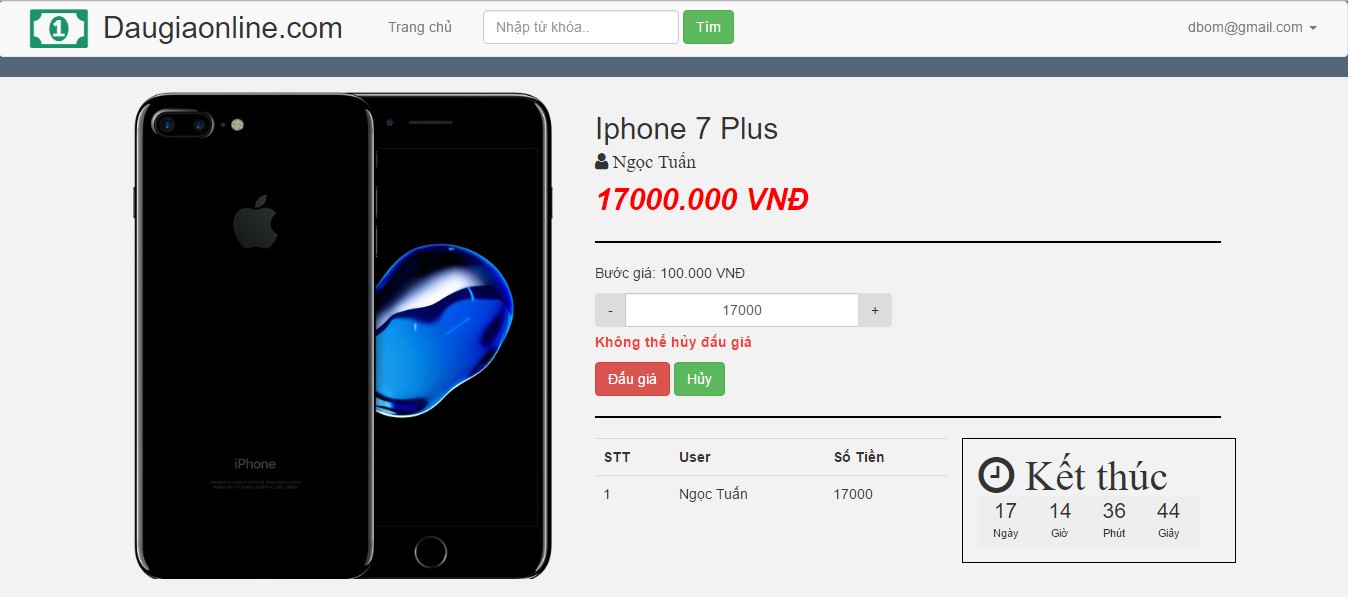 1 Daugiaonline.com Trang chủ Nhập từ khóa.. Tìm dbom@gmail.com
Iphone 7 Plus
Ngọc Tuấn
17000.000 VNĐ
Bước giá: 100.000 VNĐ
- 17000 +
Không thể hủy đấu giá
Đấu giá Hủy
STT User Số Tiền
1 Ngọc Tuấn 17000
Kết thúc
17 14 36 44
Ngày Giờ Phút Giây
iPhone